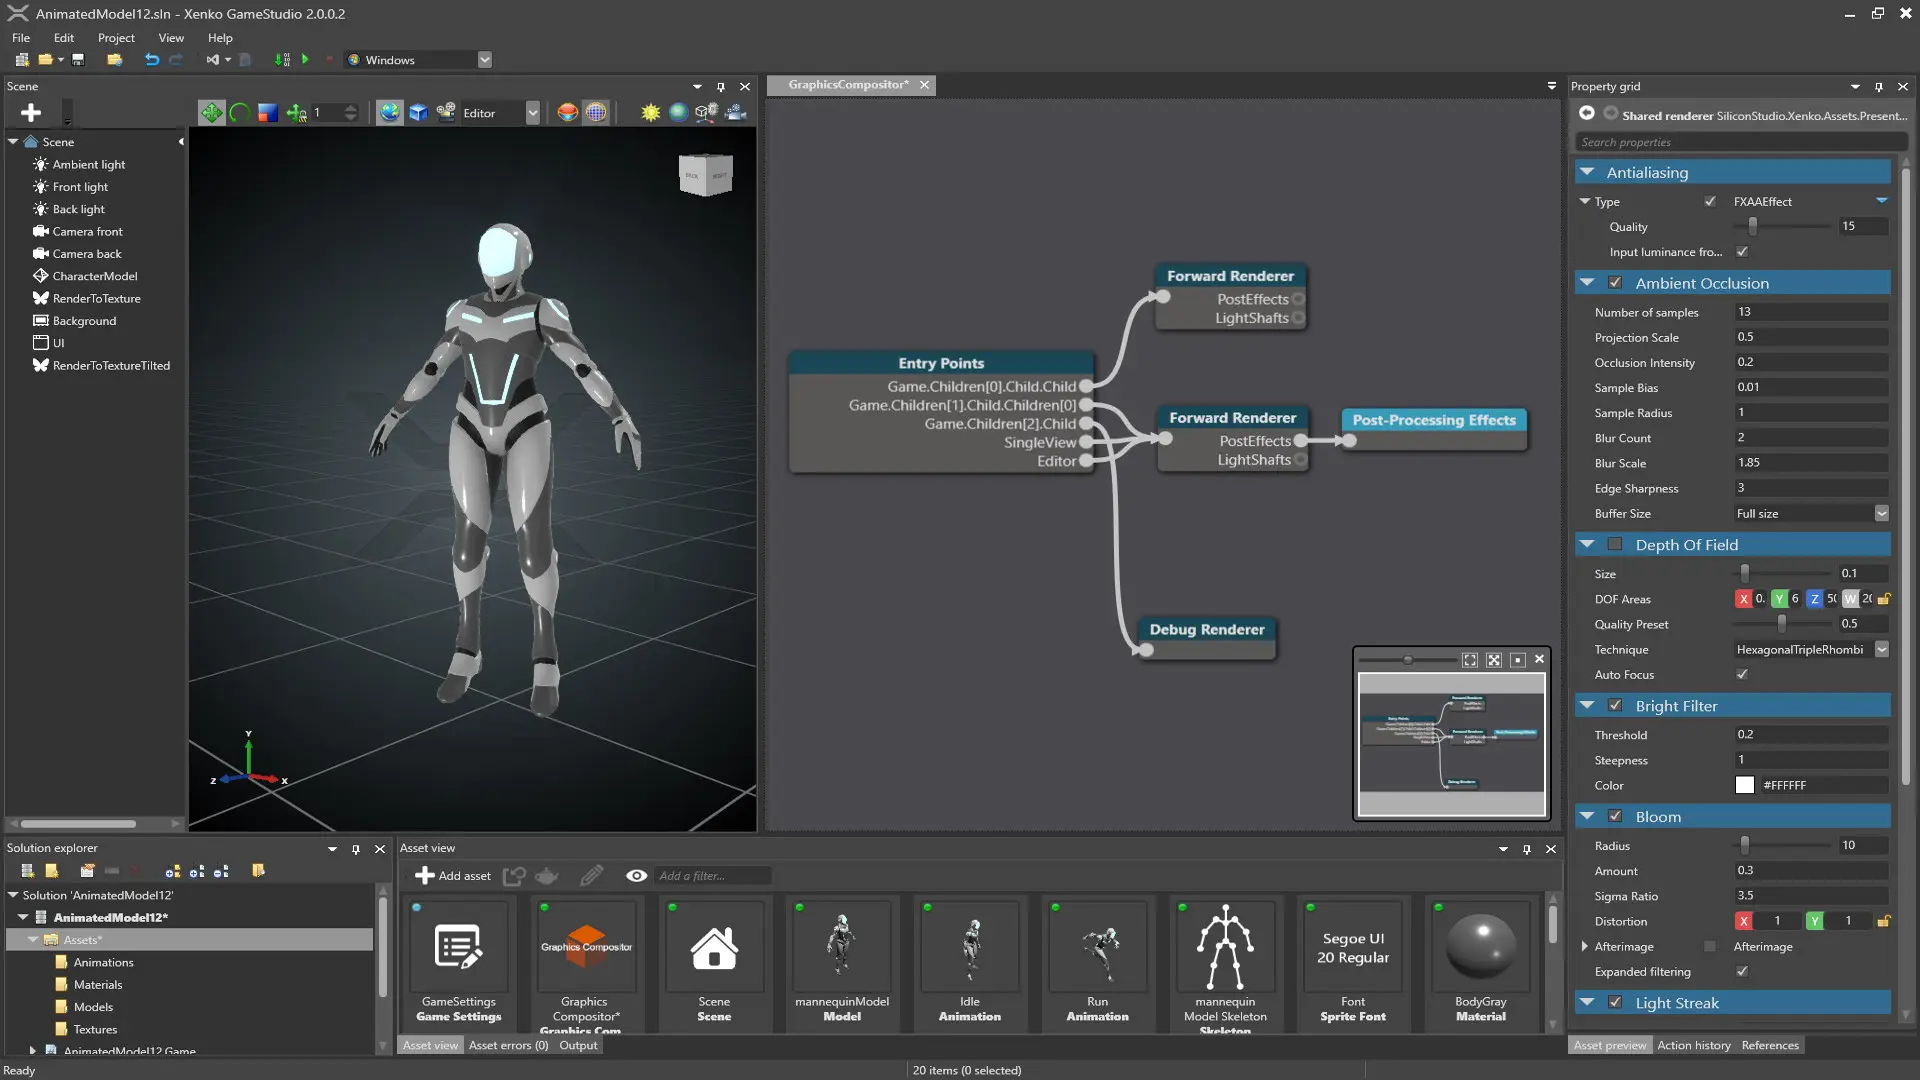 AnimatedModel12.sln - Xenko GameStudio 2.0.0.2
File Edit Project View Help
Windows
Scene
1
Editor
Scene
Ambient light
Front light
Back light
Camera front
Camera back
CharacterModel
RenderToTexture
Background
UI
RenderToTextureTilted
BACK RIGHT
Y
Z
X
GraphicsCompositor*
Forward Renderer
PostEffects
LightShafts
Entry Points
Game.Children[0].Child.Child
Game.Children[1].Child.Children[0]
Game.Children[2].Child
SingleView
Editor
Forward Renderer
PostEffects
LightShafts
Post-Processing Effects
Debug Renderer
Property grid
Shared renderer SiliconStudio.Xenko.Assets.Present...
Search properties
Antialiasing
Type FXAAEffect
Quality 15
Input luminance fro...
Ambient Occlusion
Number of samples 13
Projection Scale 0.5
Occlusion Intensity 0.2
Sample Bias 0.01
Sample Radius 1
Blur Count 2
Blur Scale 1.85
Edge Sharpness 3
Buffer Size Full size
Depth Of Field
Size 0.1
DOF Areas X 0. Y 6 Z 50 W 20
Quality Preset 0.5
Technique HexagonalTripleRhombi
Auto Focus
Bright Filter
Threshold 0.2
Steepness 1
Color #FFFFFF
Bloom
Radius 10
Amount 0.3
Sigma Ratio 3.5
Distortion X 1 Y 1
Afterimage Afterimage
Expanded filtering
Light Streak
Asset preview Action history References
Solution explorer
Solution 'AnimatedModel12'
AnimatedModel12*
Assets*
Animations
Materials
Models
Textures
AnimatedModel12.Game
Asset view
Add asset
Add a filter...
GameSettings
Game Settings
Graphics Compositor
Graphics
Compositor*
Graphics Com
Scene
Scene
mannequinModel
Model
Idle
Animation
Run
Animation
mannequin
Model Skeleton
Skeleton
Segoe UI
20 Regular
Font
Sprite Font
BodyGray
Material
Asset view Asset errors (0) Output
Ready
20 items (0 selected)